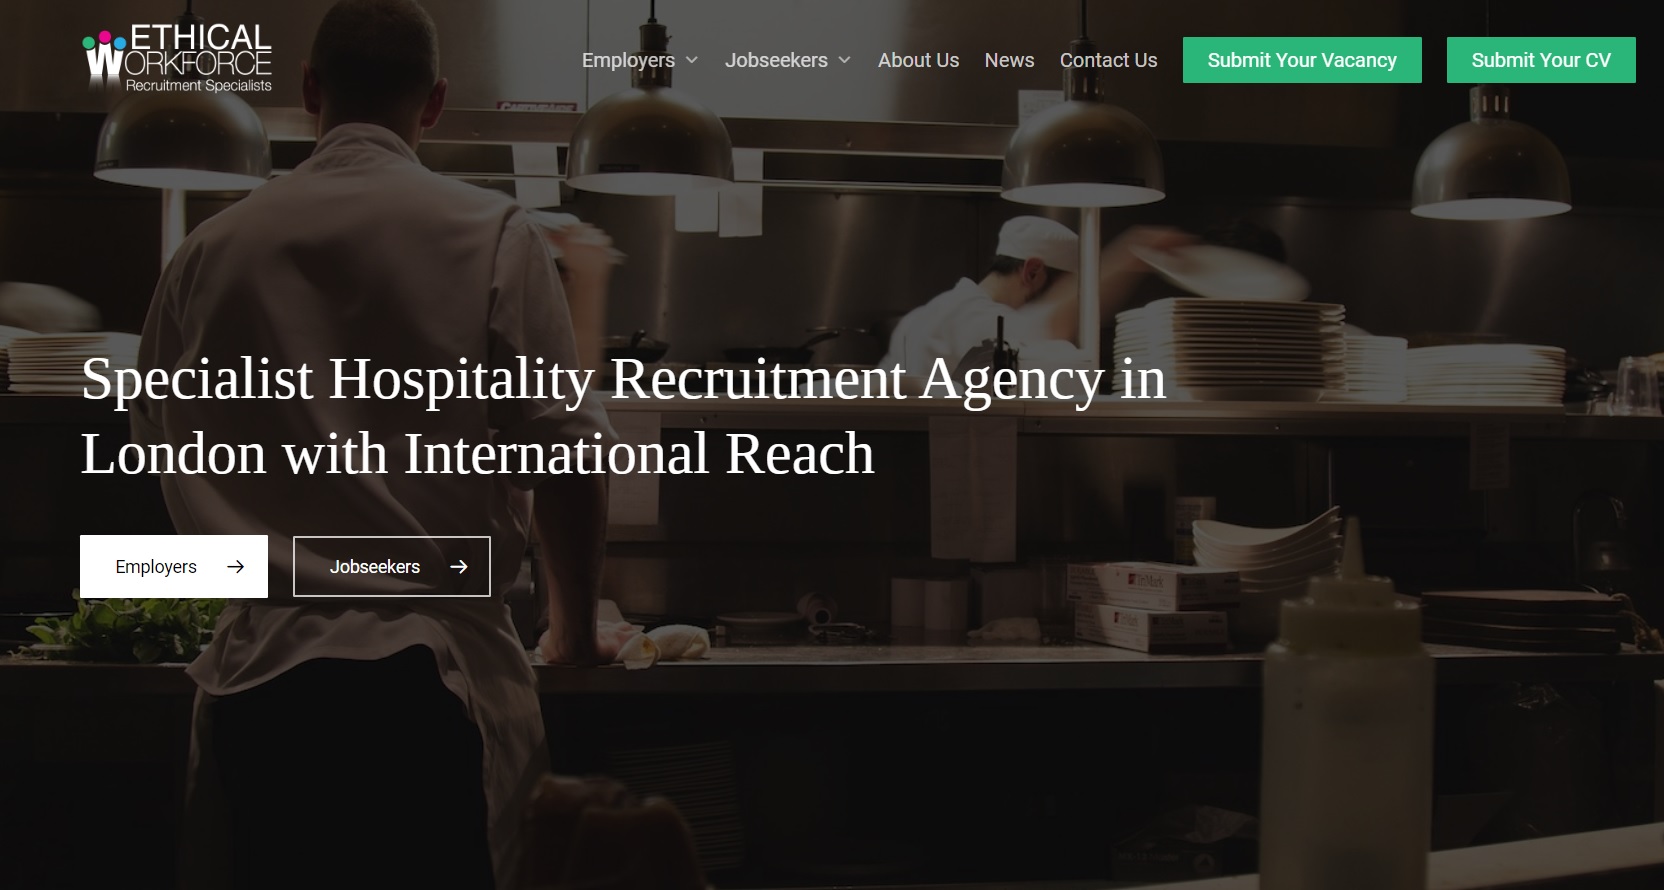 ETHICAL
WORKFORCE
Recruitment Specialists
Employers
Jobseekers
About Us
News
Contact Us
Submit Your Vacancy
Submit Your CV
Specialist Hospitality Recruitment Agency in
London with International Reach
Employers
Jobseekers